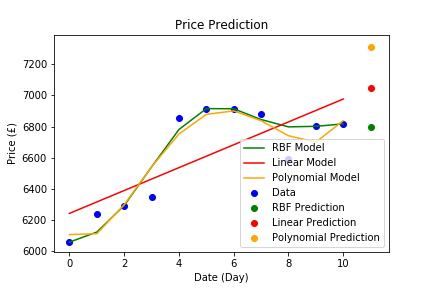 Price Prediction
Price (£)
7200
7000
6800
6600
6400
6200
6000
RBF Model
Linear Model
Polynomial Model
Data
RBF Prediction
Linear Prediction
Polynomial Prediction
0 2 4 6 8 10
Date (Day)